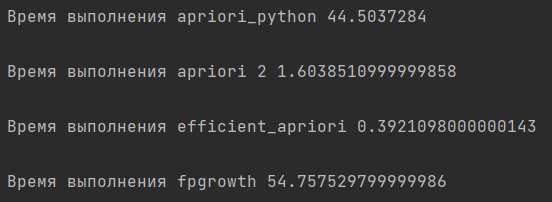 Время выполнения apriori_python 44.5037284
Время выполнения apriori 2 1.6038510999999858
Время выполнения efficient_apriori 0.3921098000000143
Время выполнения fpgrowth 54.757529799999986